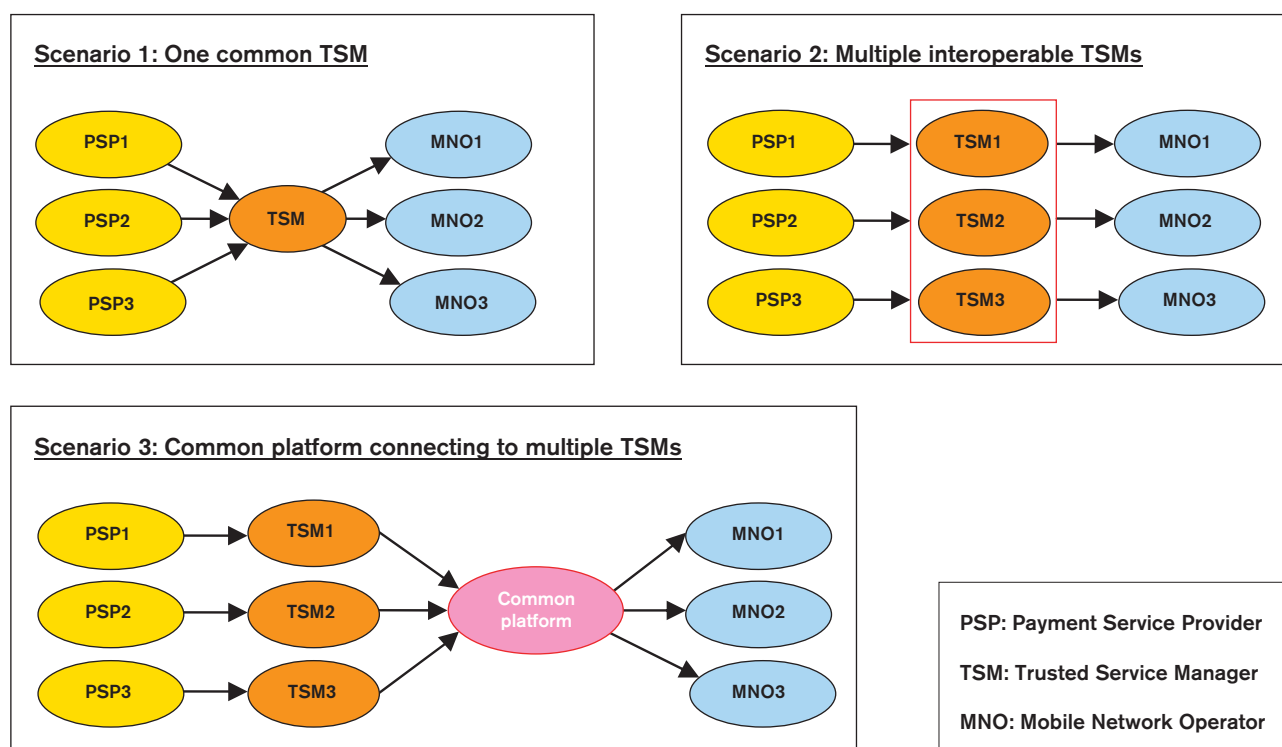 Scenario 1: One common TSM
PSP1
MNO1
PSP2
TSM
MNO2
PSP3
MNO3
Scenario 2: Multiple interoperable TSMs
PSP1
TSM1
MNO1
PSP2
TSM2
MNO2
PSP3
TSM3
MNO3
Scenario 3: Common platform connecting to multiple TSMs
PSP1
TSM1
MNO1
PSP2
TSM2
Common
platform
MNO2
PSP3
TSM3
MNO3
PSP: Payment Service Provider
TSM: Trusted Service Manager
MNO: Mobile Network Operator